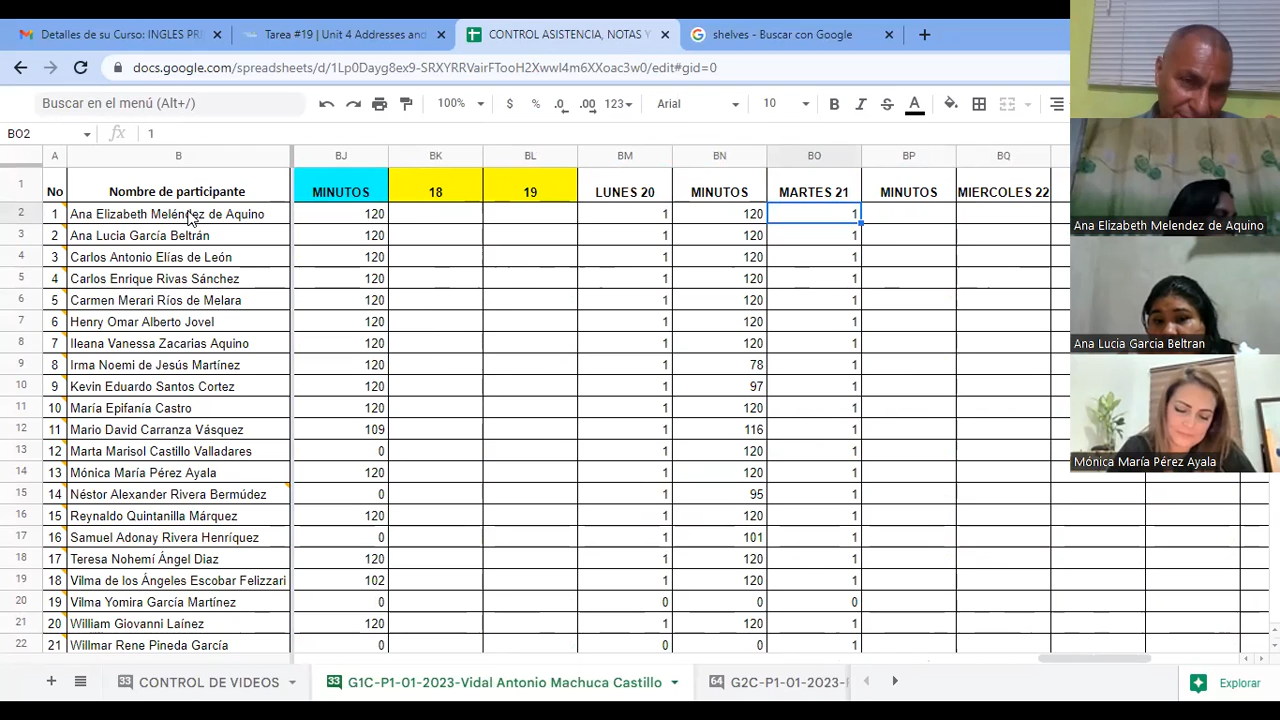 Detalles de su Curso: INGLES PRE
Tarea #19 | Unit 4 Addresses and
CONTROL ASISTENCIA, NOTAS Y
shelves - Buscar con Google
docs.google.com/spreadsheets/d/1Lp0Dayg8ex9-SRXYRVairFTooH2XwwI4m6XXoac3w0/edit#gid=0
Buscar en el menú (Alt+/)
100% $ % .0 .00 123 Arial 10 B I S A
BO2 fx 1
A B BJ BK BL BM BN BO BP BQ
1 No Nombre de participante MINUTOS 18 19 LUNES 20 MINUTOS MARTES 21 MINUTOS MIERCOLES 22
2 1 Ana Elizabeth Meléndez de Aquino 120 1 120 1
3 2 Ana Lucia García Beltrán 120 1 120 1
4 3 Carlos Antonio Elías de León 120 1 120 1
5 4 Carlos Enrique Rivas Sánchez 120 1 120 1
6 5 Carmen Merari Ríos de Melara 120 1 120 1
7 6 Henry Omar Alberto Jovel 120 1 120 1
8 7 Ileana Vanessa Zacarias Aquino 120 1 120 1
9 8 Irma Noemi de Jesús Martínez 120 1 78 1
10 9 Kevin Eduardo Santos Cortez 120 1 97 1
11 10 María Epifanía Castro 120 1 120 1
12 11 Mario David Carranza Vásquez 109 1 116 1
13 12 Marta Marisol Castillo Valladares 0 1 120 1
14 13 Mónica María Pérez Ayala 120 1 120 1
15 14 Néstor Alexander Rivera Bermúdez 0 1 95 1
16 15 Reynaldo Quintanilla Márquez 120 1 120 1
17 16 Samuel Adonay Rivera Henríquez 0 1 101 1
18 17 Teresa Nohemí Ángel Diaz 120 1 120 1
19 18 Vilma de los Ángeles Escobar Felizzari 102 1 120 1
20 19 Vilma Yomira García Martínez 0 0 0 0
21 20 William Giovanni Laínez 120 1 120 1
22 21 Willmar Rene Pineda García 0 0 0 1
33 CONTROL DE VIDEOS
33 G1C-P1-01-2023-Vidal Antonio Machuca Castillo
64 G2C-P1-01-2023-
Explorar
Ana Elizabeth Melendez de Aquino
Ana Lucia Garcia Beltran
Mónica María Pérez Ayala